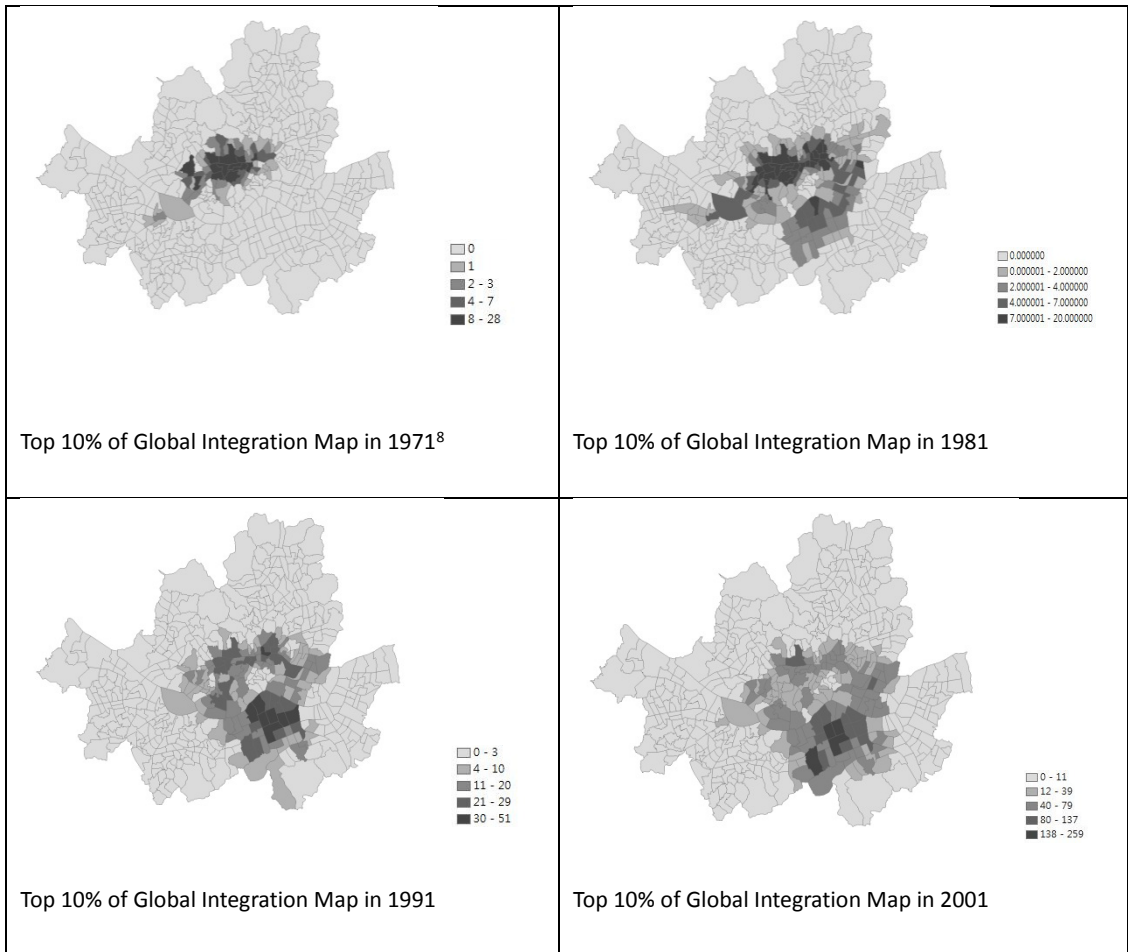 0
1
2 - 3
4 - 7
8 - 28
Top 10% of Global Integration Map in 1971⁸
0.000000
0.000001 - 2.000000
2.000001 - 4.000000
4.000001 - 7.000000
7.000001 - 20.000000
Top 10% of Global Integration Map in 1981
0 - 3
4 - 10
11 - 20
21 - 29
30 - 51
Top 10% of Global Integration Map in 1991
0 - 11
12 - 39
40 - 79
80 - 137
138 - 259
Top 10% of Global Integration Map in 2001